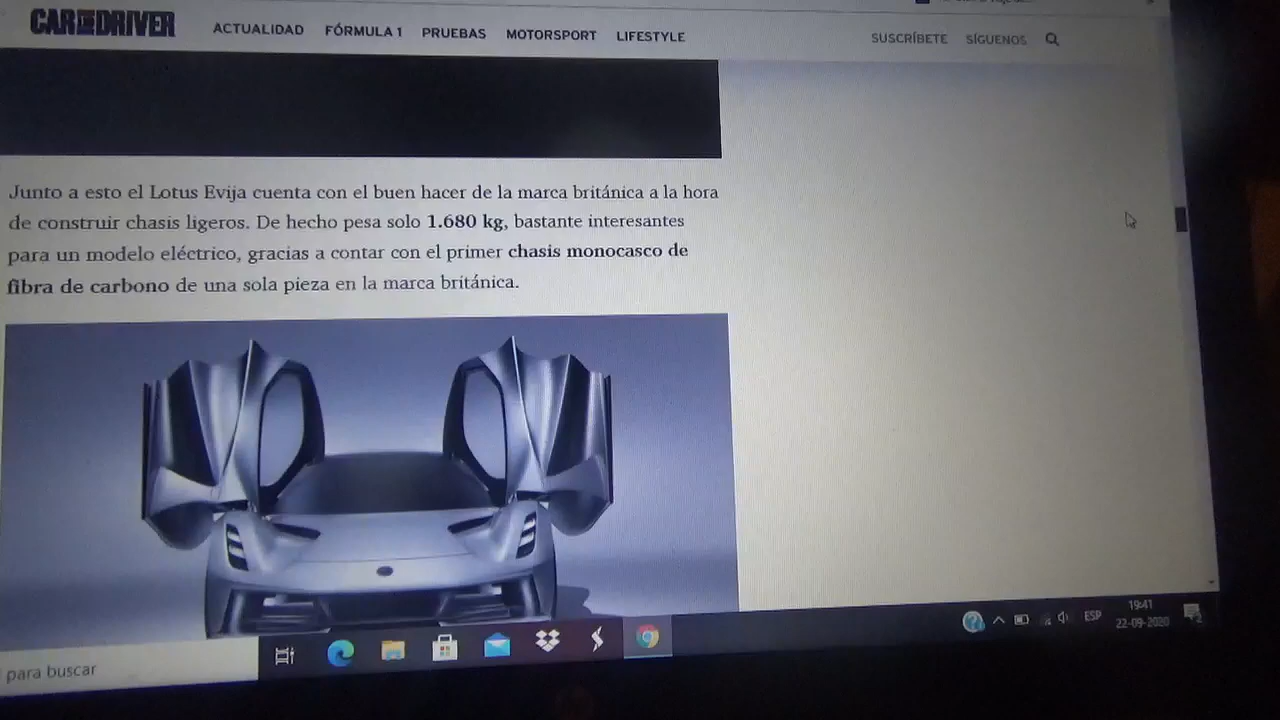 CAR AND DRIVER
ACTUALIDAD FÓRMULA 1 PRUEBAS MOTORSPORT LIFESTYLE SUSCRÍBETE SÍGUENOS
Junto a esto el Lotus Evija cuenta con el buen hacer de la marca británica a la hora
de construir chasis ligeros. De hecho pesa solo 1.680 kg, bastante interesantes
para un modelo eléctrico, gracias a contar con el primer chasis monocasco de
fibra de carbono de una sola pieza en la marca británica.
para buscar
ESP
19:41
22-09-2020
2